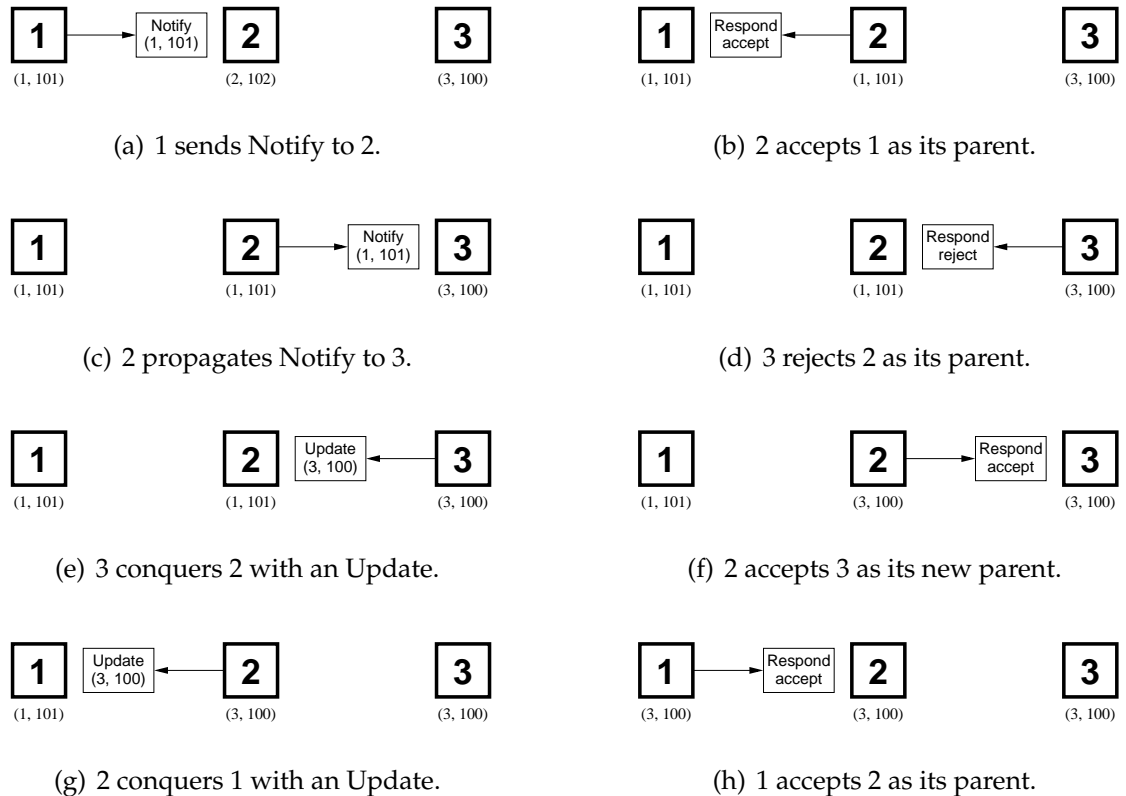 1
Notify
(1, 101)
2
3
(1, 101)
(2, 102)
(3, 100)
(a) 1 sends Notify to 2.
1
Respond
accept
2
3
(1, 101)
(1, 101)
(3, 100)
(b) 2 accepts 1 as its parent.
1
2
Notify
(1, 101)
3
(1, 101)
(1, 101)
(3, 100)
(c) 2 propagates Notify to 3.
1
2
Respond
reject
3
(1, 101)
(1, 101)
(3, 100)
(d) 3 rejects 2 as its parent.
1
2
Update
(3, 100)
3
(1, 101)
(1, 101)
(3, 100)
(e) 3 conquers 2 with an Update.
1
2
Respond
accept
3
(1, 101)
(3, 100)
(3, 100)
(f) 2 accepts 3 as its new parent.
1
Update
(3, 100)
2
3
(1, 101)
(3, 100)
(3, 100)
(g) 2 conquers 1 with an Update.
1
Respond
accept
2
3
(3, 100)
(3, 100)
(3, 100)
(h) 1 accepts 2 as its parent.